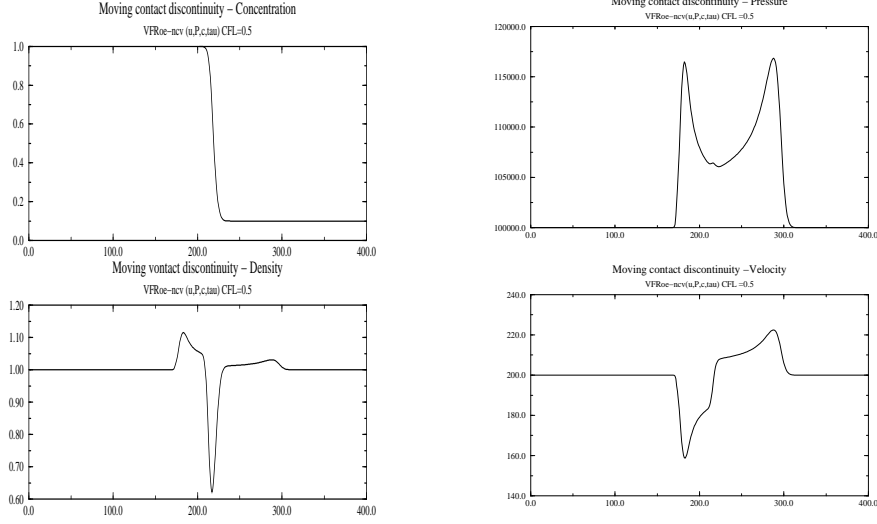 Moving contact discontinuity – Concentration
VFRoe–ncv (u,P,c,tau) CFL=0.5
1.0
0.8
0.6
0.4
0.2
0.0
0.0 100.0 200.0 300.0 400.0
Moving contact discontinuity – Pressure
VFRoe–ncv(u,P,c,tau) CFL =0.5
120000.0
115000.0
110000.0
105000.0
100000.0
0.0 100.0 200.0 300.0 400.0
Moving vontact discontinuity – Density
VFRoe–ncv (u,P,c,tau) CFL=0.5
1.20
1.10
1.00
0.90
0.80
0.70
0.60
0.0 100.0 200.0 300.0 400.0
Moving contact discontinuity –Velocity
VFRoe–ncv(u,P,c,tau) CFL =0.5
240.0
220.0
200.0
180.0
160.0
140.0
0.0 100.0 200.0 300.0 400.0